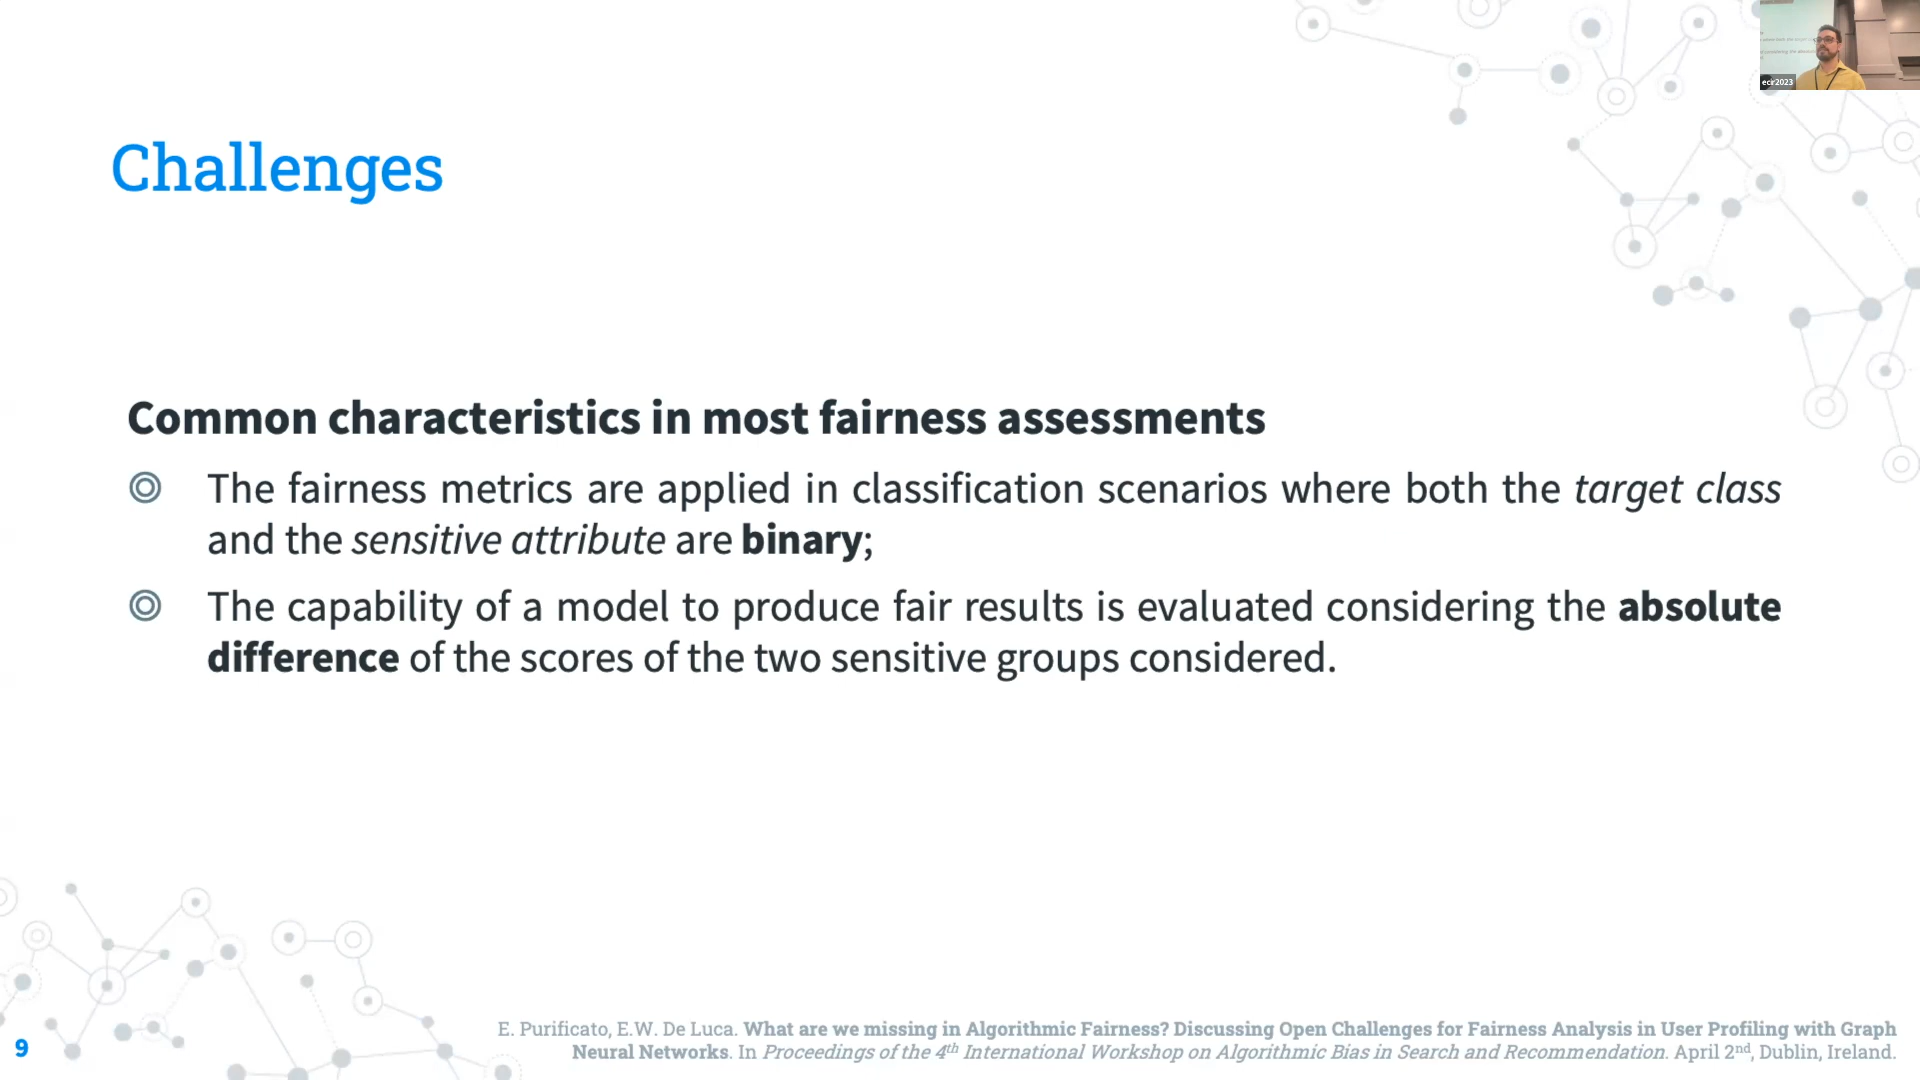 ecir2023
Challenges
Common characteristics in most fairness assessments
The fairness metrics are applied in classification scenarios where both the target class
and the sensitive attribute are binary;
The capability of a model to produce fair results is evaluated considering the absolute
difference of the scores of the two sensitive groups considered.
E. Purificato, E.W. De Luca. What are we missing in Algorithmic Fairness? Discussing Open Challenges for Fairness Analysis in User Profiling with Graph
Neural Networks. In Proceedings of the 4th International Workshop on Algorithmic Bias in Search and Recommendation. April 2nd, Dublin, Ireland.
9